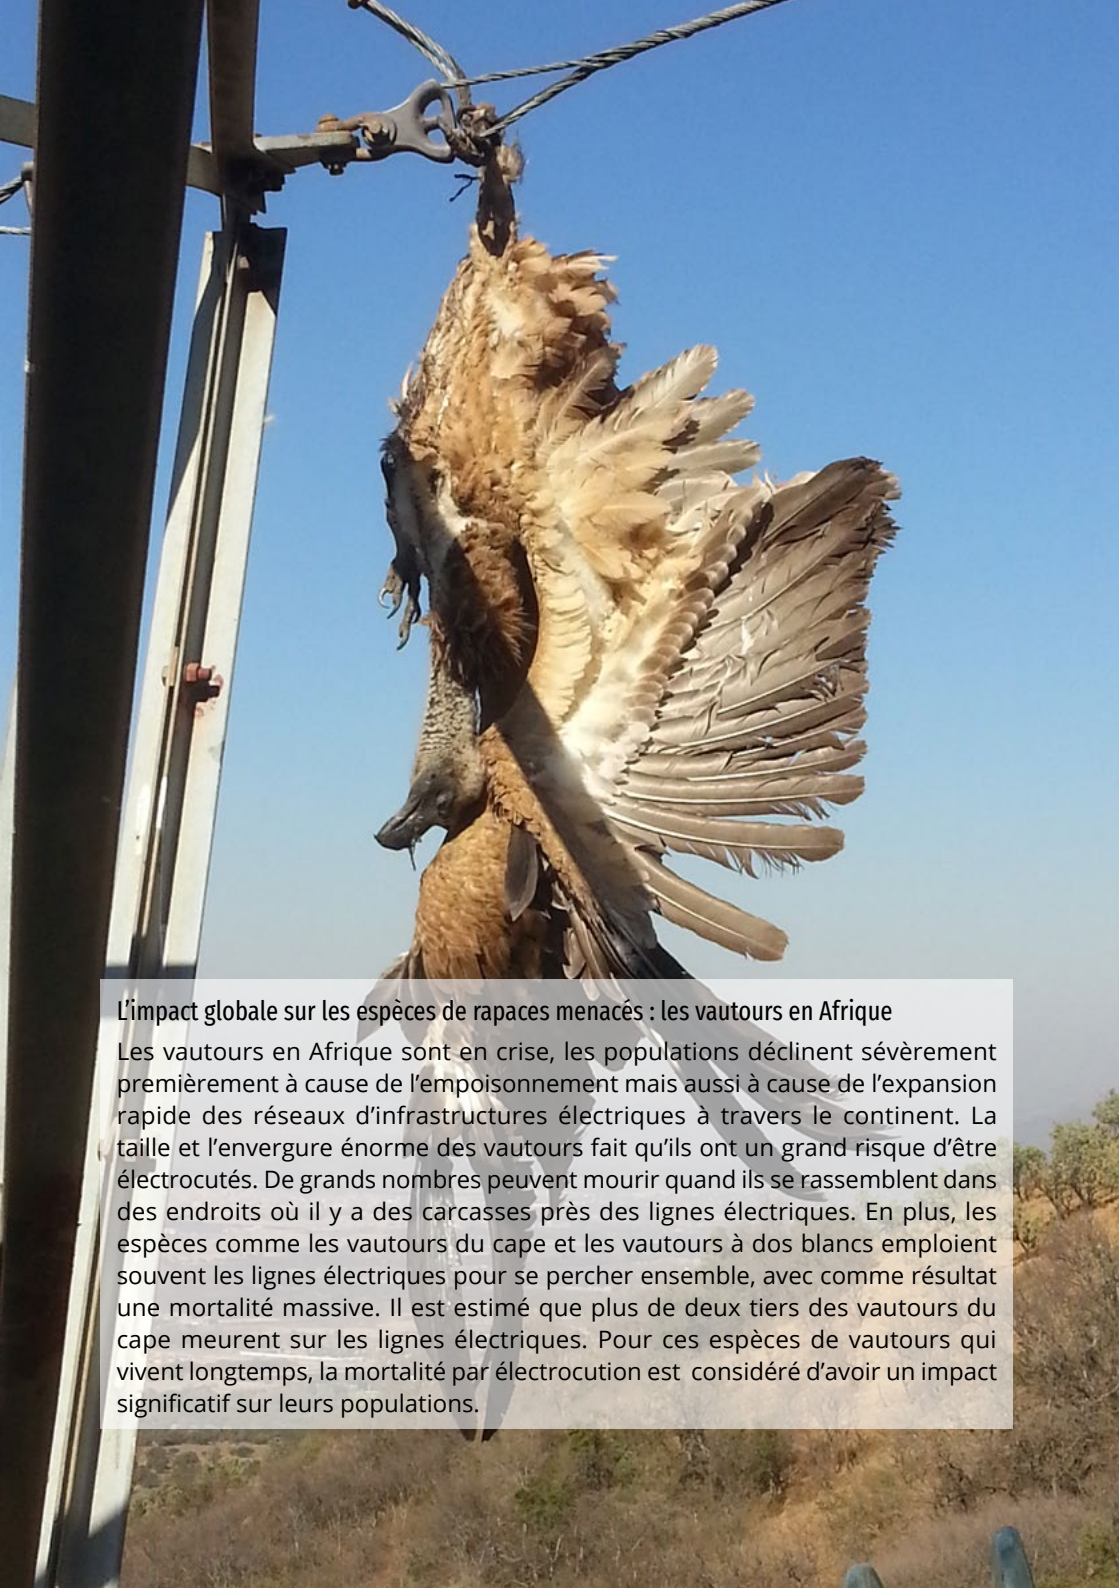 L’impact globale sur les espèces de rapaces menacés : les vautours en Afrique
Les vautours en Afrique sont en crise, les populations déclinent sévèrement
premièrement à cause de l’empoisonnement mais aussi à cause de l’expansion
rapide des réseaux d’infrastructures électriques à travers le continent. La
taille et l’envergure énorme des vautours fait qu’ils ont un grand risque d’être
électrocutés. De grands nombres peuvent mourir quand ils se rassemblent dans
des endroits où il y a des carcasses près des lignes électriques. En plus, les
espèces comme les vautours du cape et les vautours à dos blancs emploient
souvent les lignes électriques pour se percher ensemble, avec comme résultat
une mortalité massive. Il est estimé que plus de deux tiers des vautours du
cape meurent sur les lignes électriques. Pour ces espèces de vautours qui
vivent longtemps, la mortalité par électrocution est considéré d’avoir un impact
significatif sur leurs populations.